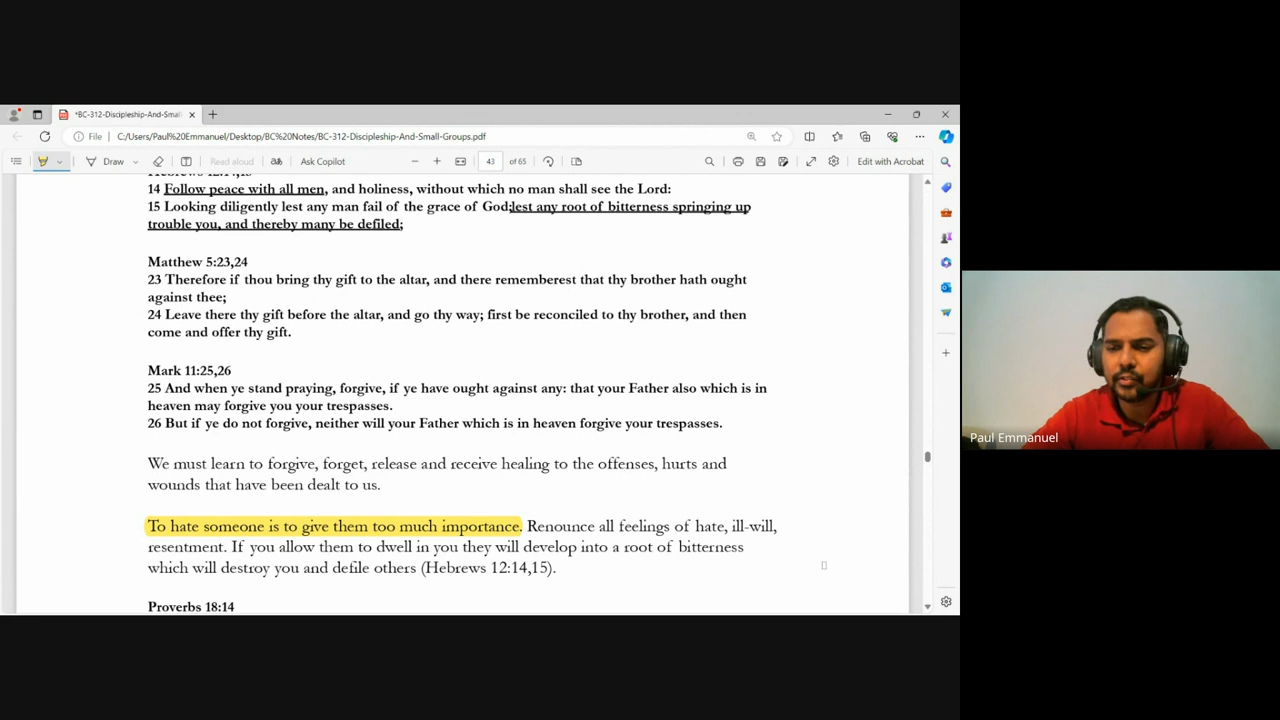 *BC-312-Discipleship-And-Smal
File
C:/Users/Paul%20Emmanuel/Desktop/BC%20Notes/BC-312-Discipleship-And-Small-Groups.pdf
Draw
Read aloud
Ask Copilot
43 of 65
Edit with Acrobat
14 Follow peace with all men, and holiness, without which no man shall see the Lord:
15 Looking diligently lest any man fail of the grace of God;lest any root of bitterness springing up
trouble you, and thereby many be defiled;
Matthew 5:23,24
23 Therefore if thou bring thy gift to the altar, and there rememberest that thy brother hath ought
against thee;
24 Leave there thy gift before the altar, and go thy way; first be reconciled to thy brother, and then
come and offer thy gift.
Mark 11:25,26
25 And when ye stand praying, forgive, if ye have ought against any: that your Father also which is in
heaven may forgive you your trespasses.
26 But if ye do not forgive, neither will your Father which is in heaven forgive your trespasses.
We must learn to forgive, forget, release and receive healing to the offenses, hurts and
wounds that have been dealt to us.
To hate someone is to give them too much importance. Renounce all feelings of hate, ill-will,
resentment. If you allow them to dwell in you they will develop into a root of bitterness
which will destroy you and defile others (Hebrews 12:14,15).
Proverbs 18:14
Paul Emmanuel